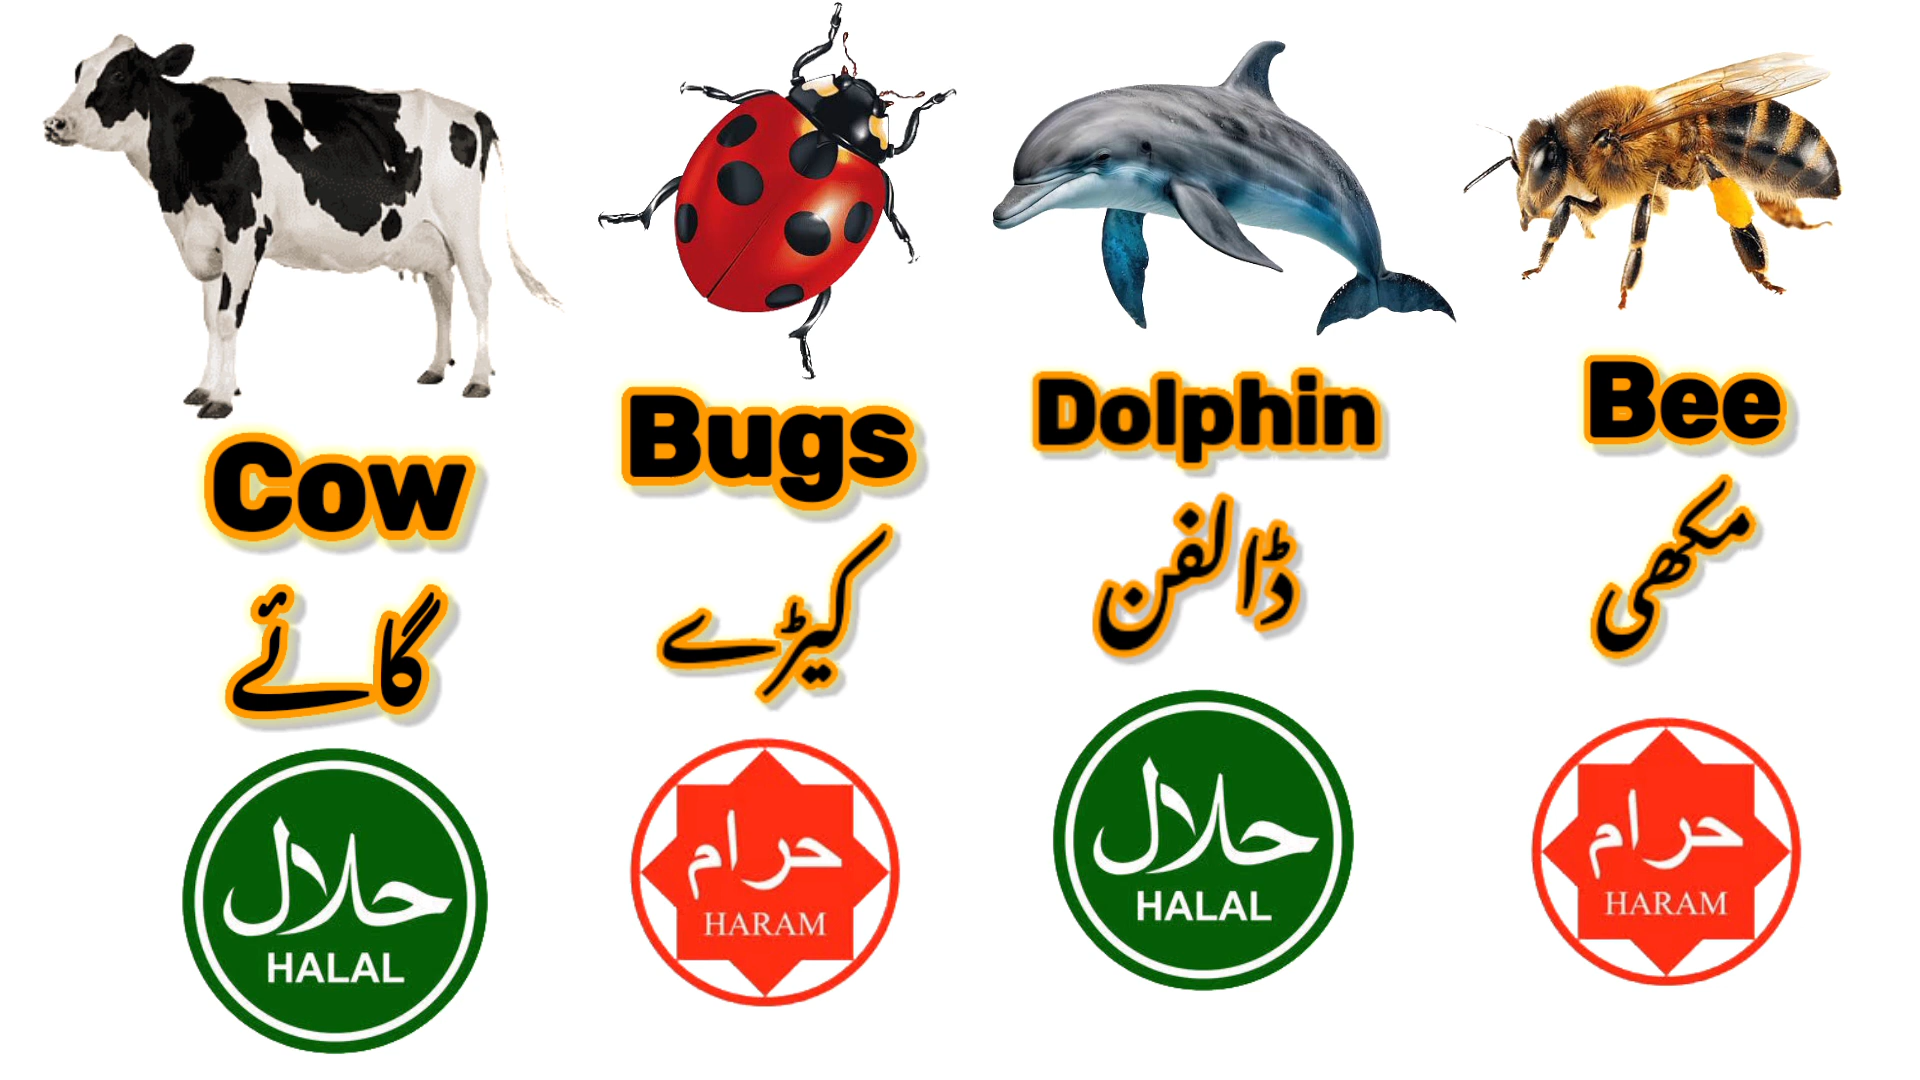 Cow
گائے
حلال
HALAL
Bugs
کیڑے
حرام
HARAM
Dolphin
ڈالفن
حلال
HALAL
Bee
مکھی
حرام
HARAM